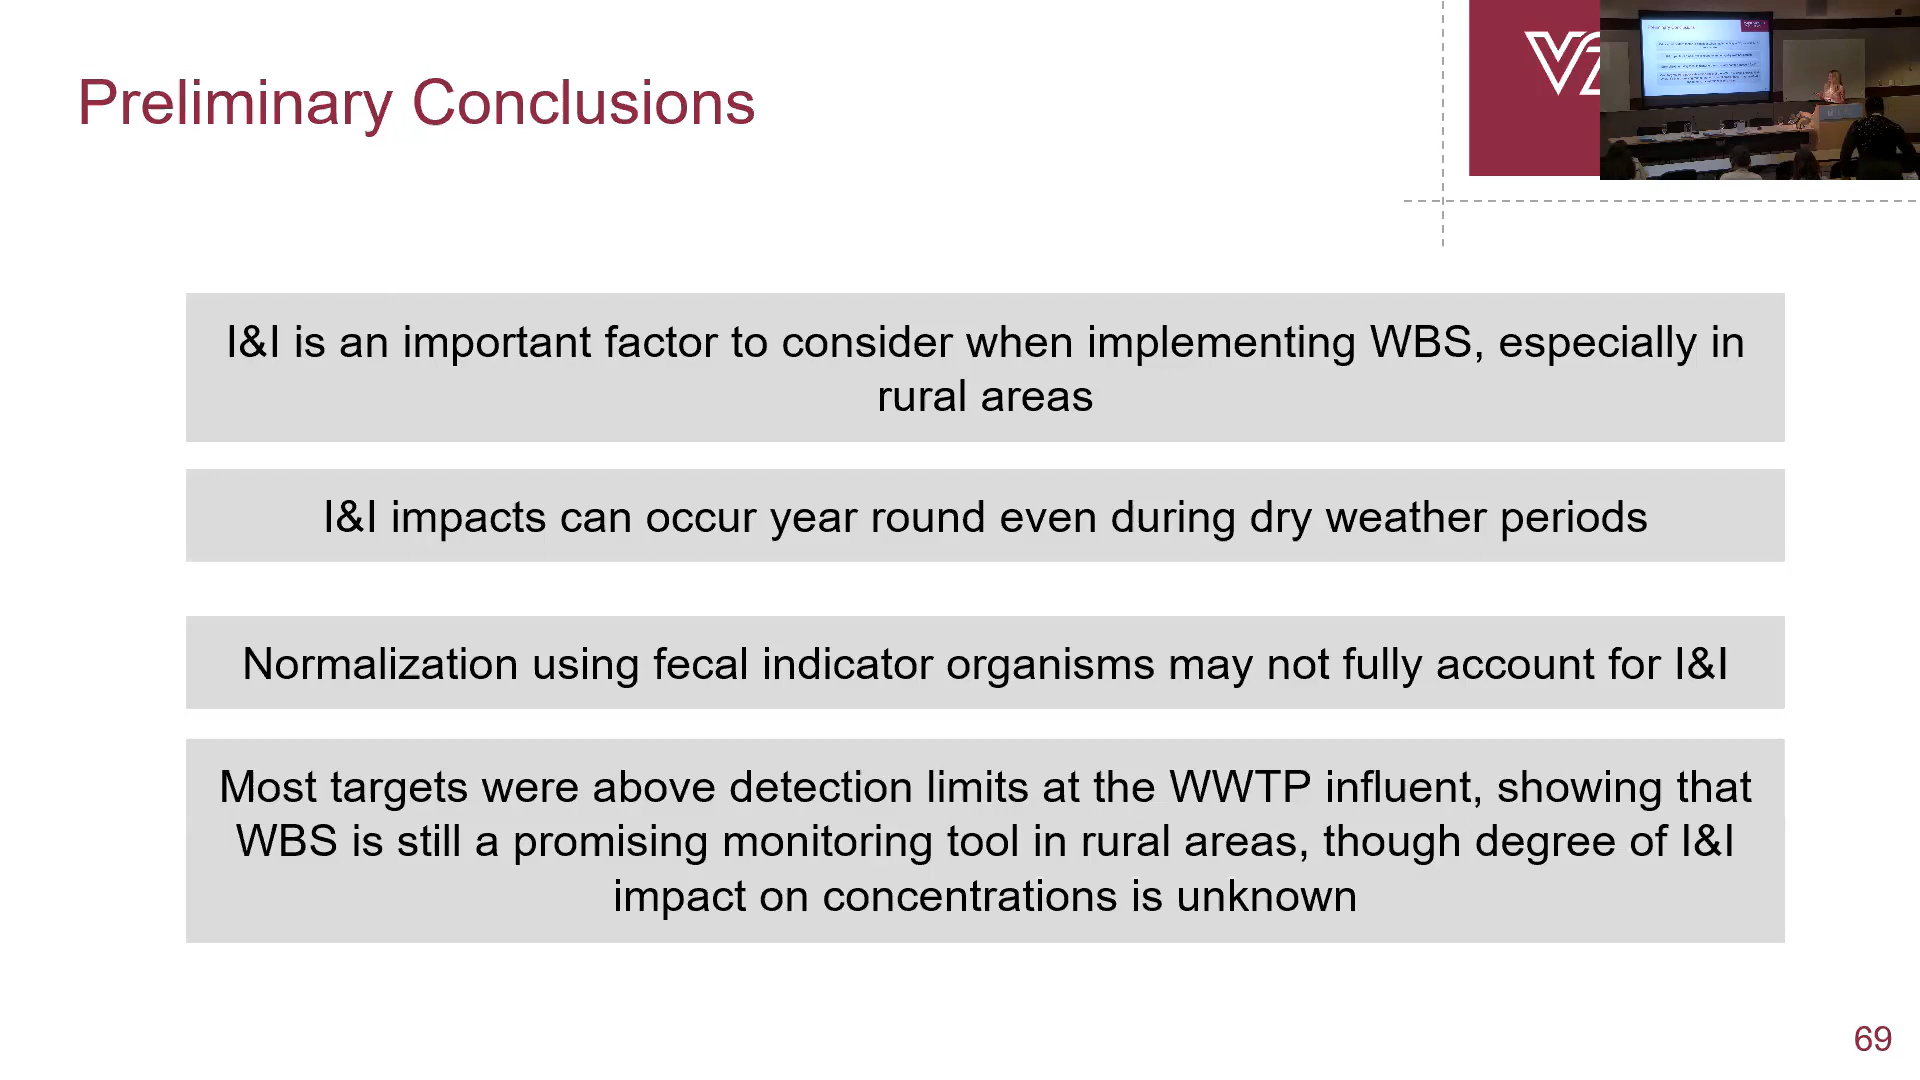 Preliminary Conclusions
I&I is an important factor to consider when implementing WBS, especially in
rural areas
I&I impacts can occur year round even during dry weather periods
Normalization using fecal indicator organisms may not fully account for I&I
Most targets were above detection limits at the WWTP influent, showing that
WBS is still a promising monitoring tool in rural areas, though degree of I&I
impact on concentrations is unknown
69